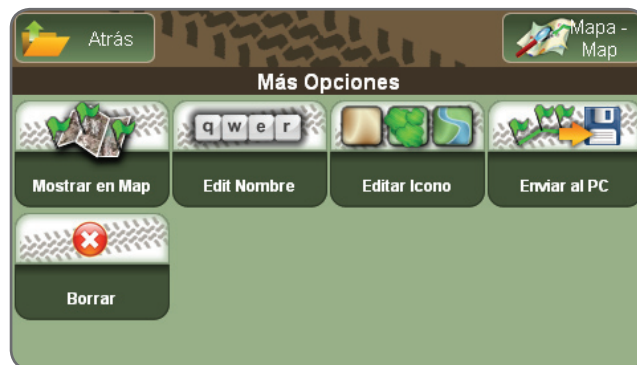 Atrás
Mapa -
Map
Más Opciones
q w e r
Mostrar en Map
Edit Nombre
Editar Icono
Enviar al PC
Borrar